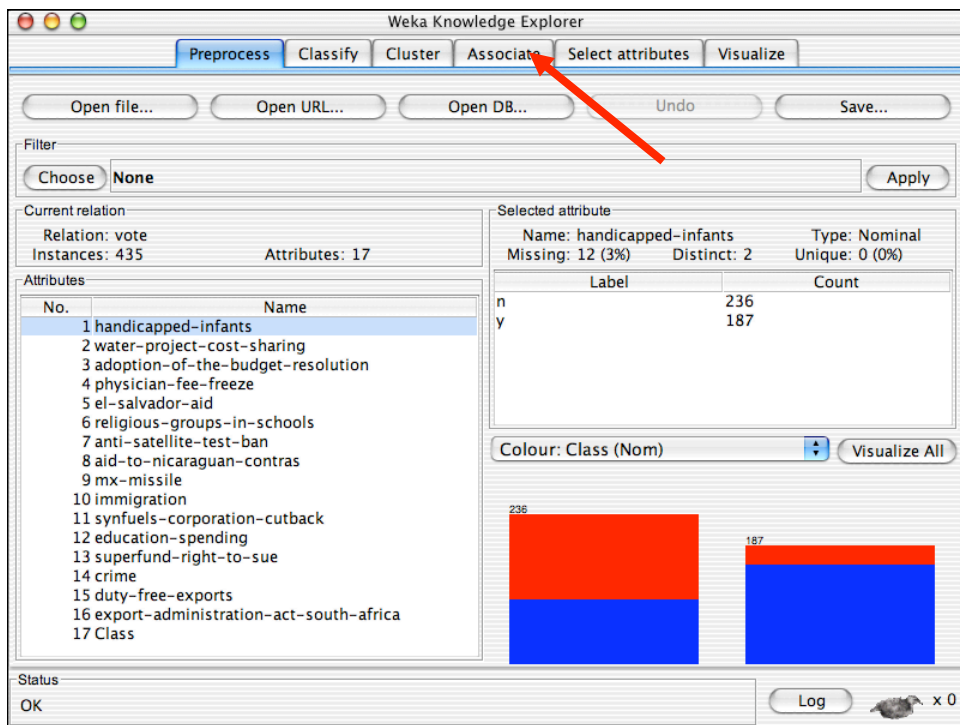 Weka Knowledge Explorer
Preprocess Classify Cluster Associate Select attributes Visualize
Open file... Open URL... Open DB... Undo Save...
Filter
Choose None Apply
Current relation
Relation: vote
Instances: 435 Attributes: 17
Selected attribute
Name: handicapped-infants Type: Nominal
Missing: 12 (3%) Distinct: 2 Unique: 0 (0%)
Attributes
No. Name
1 handicapped-infants
2 water-project-cost-sharing
3 adoption-of-the-budget-resolution
4 physician-fee-freeze
5 el-salvador-aid
6 religious-groups-in-schools
7 anti-satellite-test-ban
8 aid-to-nicaraguan-contras
9 mx-missile
10 immigration
11 synfuels-corporation-cutback
12 education-spending
13 superfund-right-to-sue
14 crime
15 duty-free-exports
16 export-administration-act-south-africa
17 Class
Label Count
n 236
y 187
Colour: Class (Nom) Visualize All
236
187
Status
OK
Log x 0